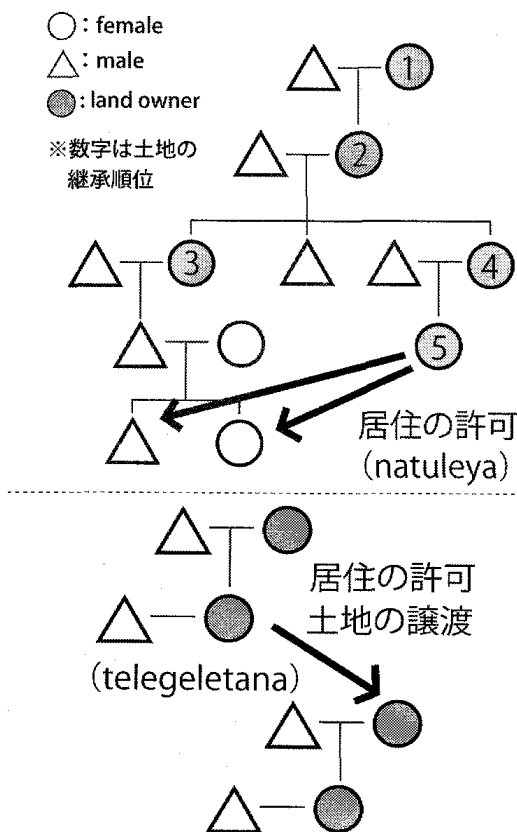 : female
: male
: land owner
※数字は土地の
継承順位
1
2
3
4
5
居住の許可
(natuleya)
居住の許可
土地の譲渡
(telegeletana)